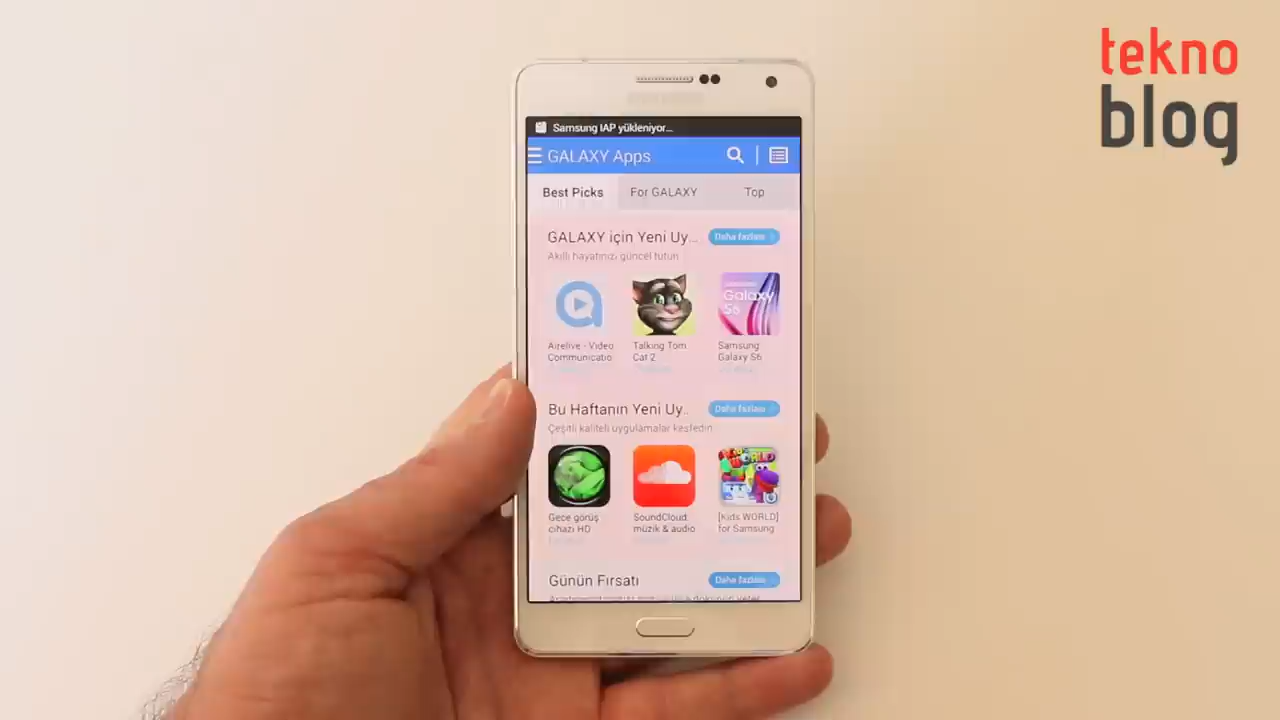 tekno
blog
Samsung IAP yükleniyor...
GALAXY Apps
Best Picks
For GALAXY
Top
GALAXY için Yeni Uy...
Daha fazlası
Akıllı hayatınızı güncel tutun
Galaxy
S6
Airelive - Video
Communicatio
Talking Tom
Cat 2
Samsung
Galaxy S6
Bu Haftanın Yeni Uy..
Daha fazlası
Çeşitli kaliteli uygulamalar keşfedin
WORLD
Gece görüş
cihazı HD
SoundCloud
müzik & audio
[Kids WORLD]
for Samsung
Günün Fırsatı
Daha fazlası